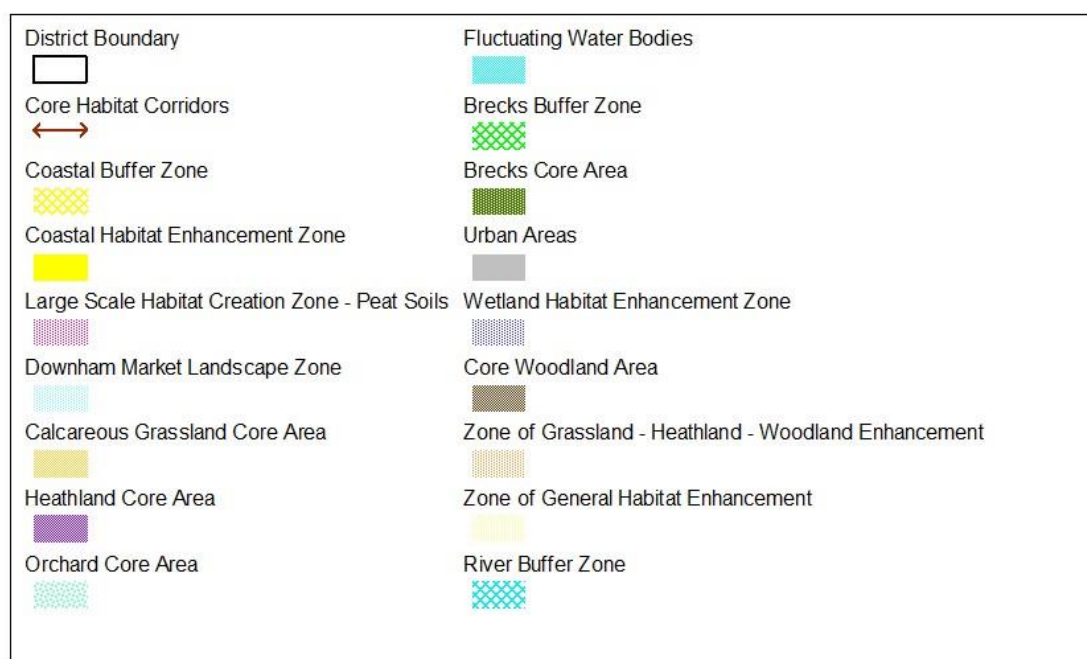 District Boundary
Core Habitat Corridors
Coastal Buffer Zone
Coastal Habitat Enhancement Zone
Large Scale Habitat Creation Zone - Peat Soils
Downham Market Landscape Zone
Calcareous Grassland Core Area
Heathland Core Area
Orchard Core Area
Fluctuating Water Bodies
Brecks Buffer Zone
Brecks Core Area
Urban Areas
Wetland Habitat Enhancement Zone
Core Woodland Area
Zone of Grassland - Heathland - Woodland Enhancement
Zone of General Habitat Enhancement
River Buffer Zone